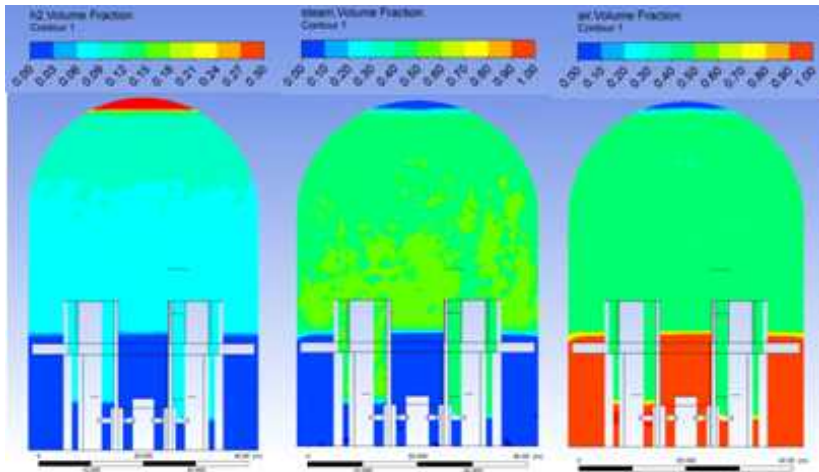 h2.Volume Fraction
Contour 1
0.00 0.03 0.06 0.09 0.12 0.15 0.18 0.21 0.24 0.27 0.30
steam.Volume Fraction
Contour 1
0.00 0.10 0.20 0.30 0.40 0.50 0.60 0.70 0.80 0.90 1.00
air.Volume Fraction
Contour 1
0.00 0.10 0.20 0.30 0.40 0.50 0.60 0.70 0.80 0.90 1.00